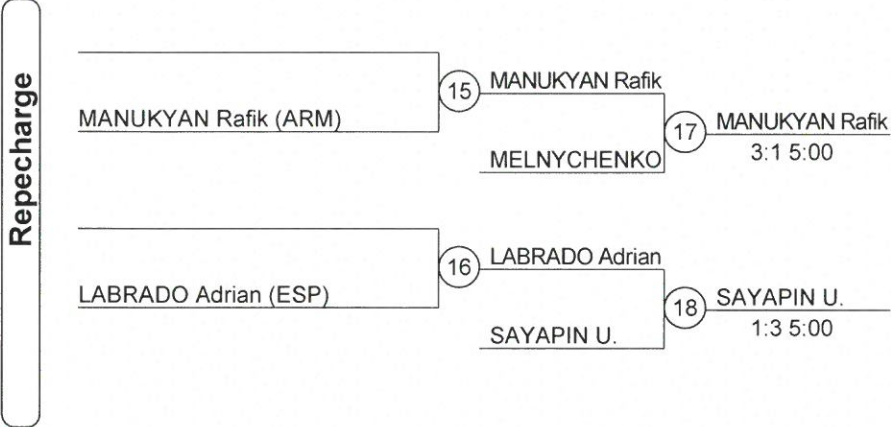 Repecharge
MANUKYAN Rafik (ARM)
15
MANUKYAN Rafik
MELNYCHENKO
17
MANUKYAN Rafik
3:1 5:00
LABRADO Adrian (ESP)
16
LABRADO Adrian
SAYAPIN U.
18
SAYAPIN U.
1:3 5:00